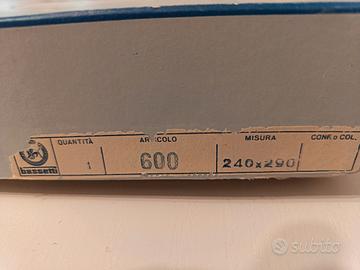 QUANTITÀ ARTICOLO MISURA CONF. o COL.
1 600 240x290
bassetti
subito